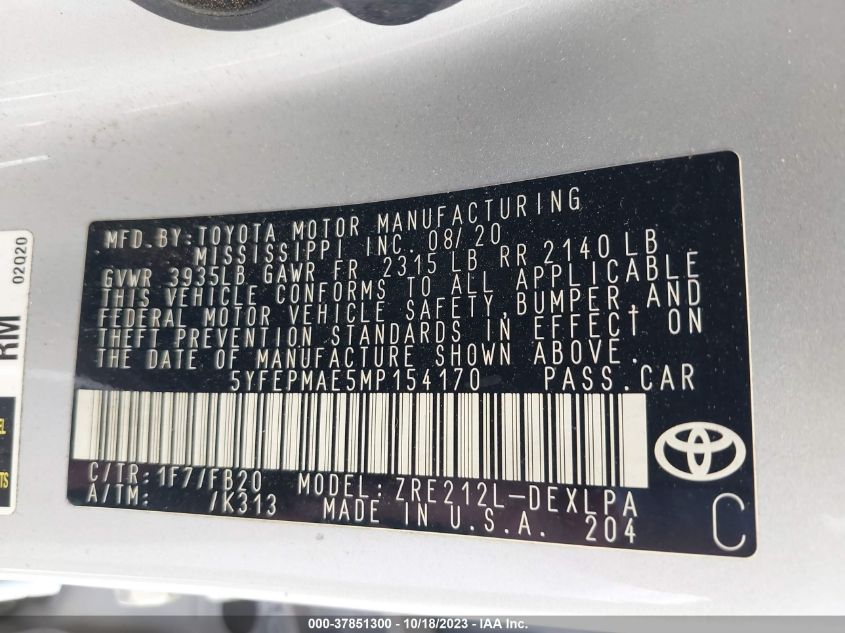 MFD.BY:TOYOTA MOTOR MANUFACTURING
MISSISSIPPI INC. 08/20
GVWR 3935LB GAWR FR 2315 LB RR 2140 LB
THIS VEHICLE CONFORMS TO ALL APPLICABLE
FEDERAL MOTOR VEHICLE SAFETY,BUMPER,AND
THEFT PREVENTION STANDARDS IN EFFECT ON
THE DATE OF MANUFACTURE SHOWN ABOVE.
5YFEPMAE5MP154170 PASS.CAR
C/TR:1F7/FB20 MODEL:ZRE212L-DEXLPA
A/TM: /K313 MADE IN U.S.A. 204
C
02020
RM
EL
TS
000-37851300 - 10/18/2023 - IAA Inc.